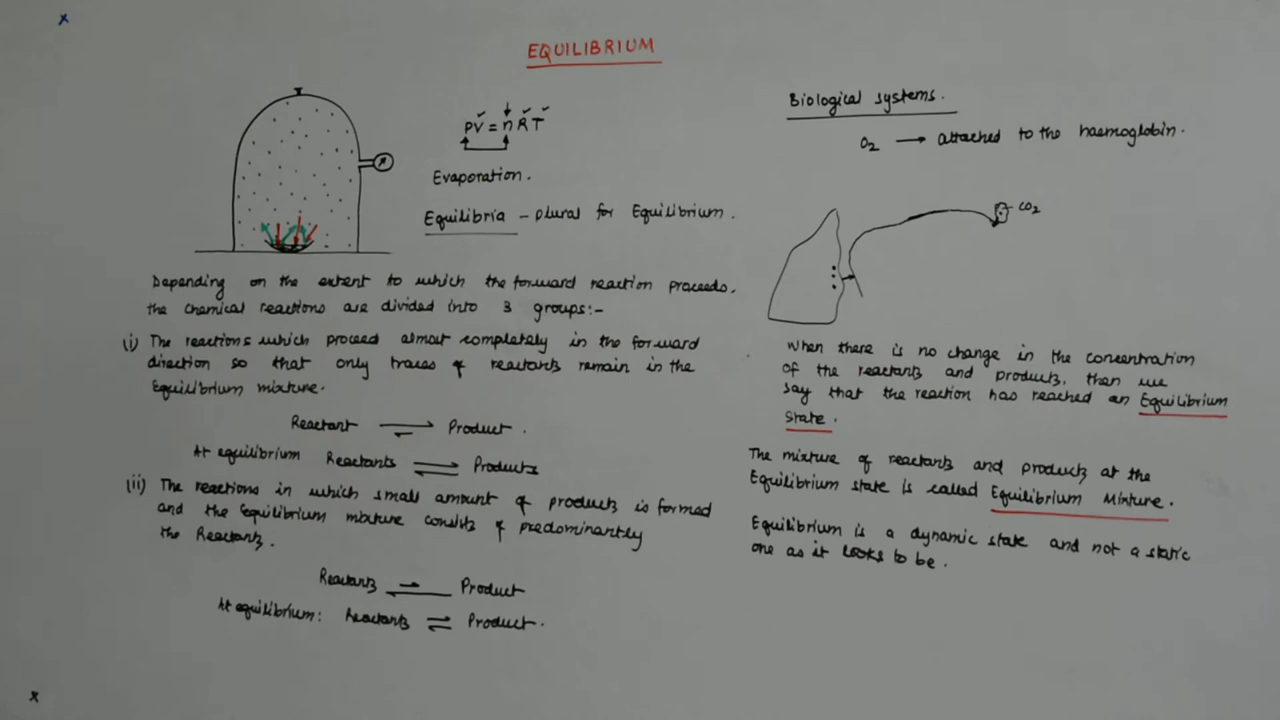 EQUILIBRIUM
PV = nRT
Evaporation.
Equilibria - plural for Equilibrium.
Depending on the extent to which the forward reaction proceeds,
the chemical reactions are divided into 3 groups:-
(i) The reactions which proceed almost completely in the forward
direction so that only traces of reactants remain in the
Equilibrium mixture.
Reactant ⇌ Product.
At equilibrium Reactants ⇌ Products
(ii) The reactions in which small amount of products is formed
and the equilibrium mixture consists of predominantly
the Reactants.
Reactants ⇌ Product
At equilibrium: Reactants ⇌ Product.
Biological systems.
O2 → attached to the haemoglobin.
CO2
When there is no change in the concentration
of the reactants and products, then we
say that the reaction has reached an Equilibrium
State.
The mixture of reactants and products at the
Equilibrium state is called Equilibrium Mixture.
Equilibrium is a dynamic state and not a static
one as it looks to be.